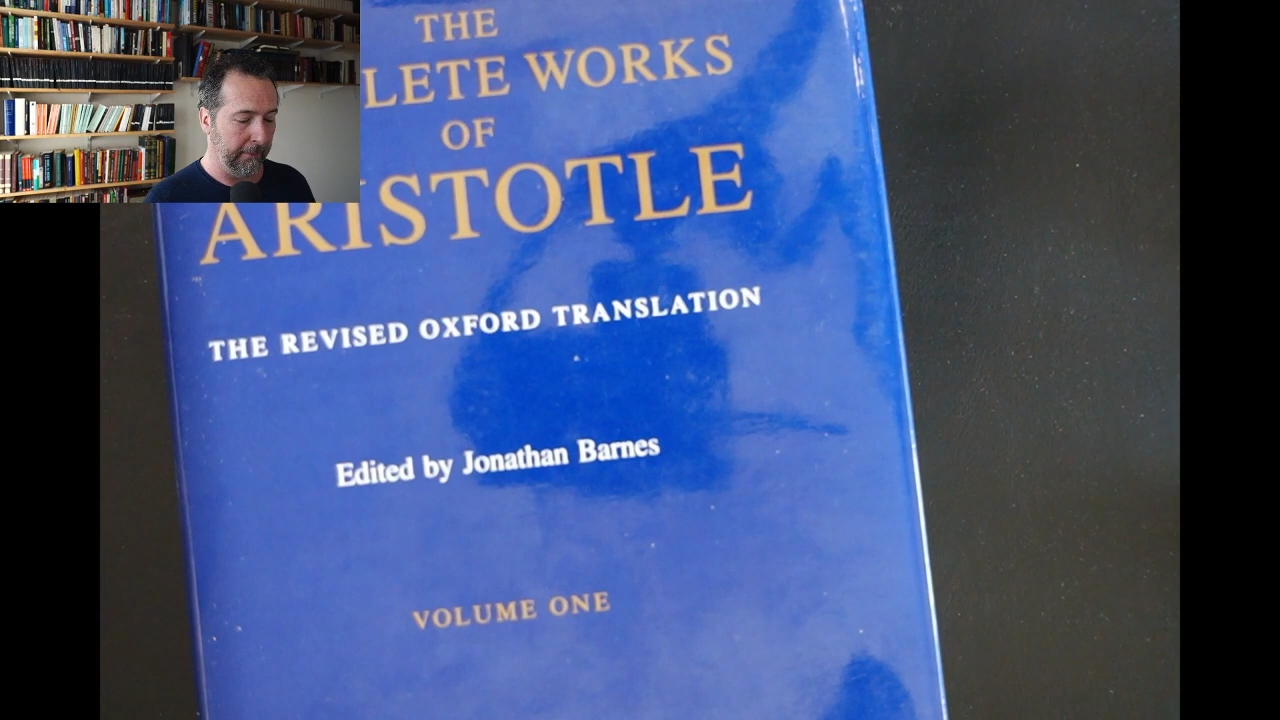 THE
LETE WORKS
OF
ARISTOTLE
THE REVISED OXFORD TRANSLATION
Edited by Jonathan Barnes
VOLUME ONE